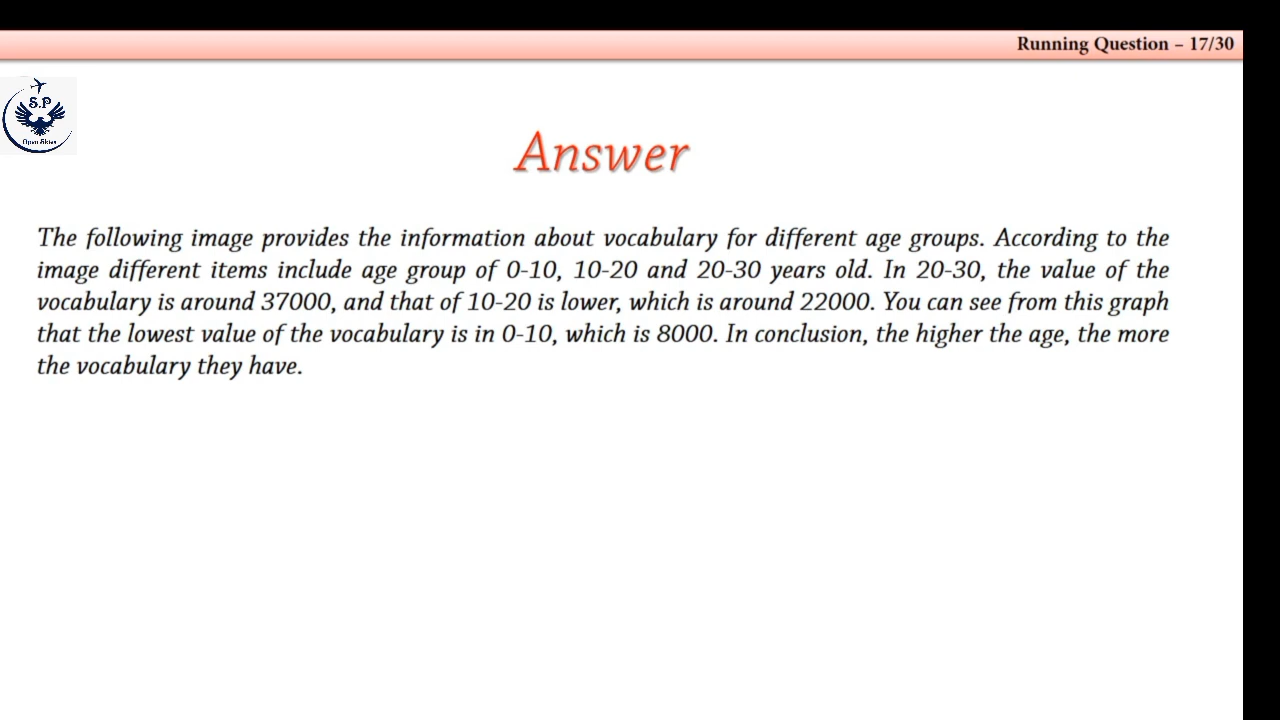 Running Question – 17/30
S.P
Open Skies
Answer
The following image provides the information about vocabulary for different age groups. According to the
image different items include age group of 0-10, 10-20 and 20-30 years old. In 20-30, the value of the
vocabulary is around 37000, and that of 10-20 is lower, which is around 22000. You can see from this graph
that the lowest value of the vocabulary is in 0-10, which is 8000. In conclusion, the higher the age, the more
the vocabulary they have.